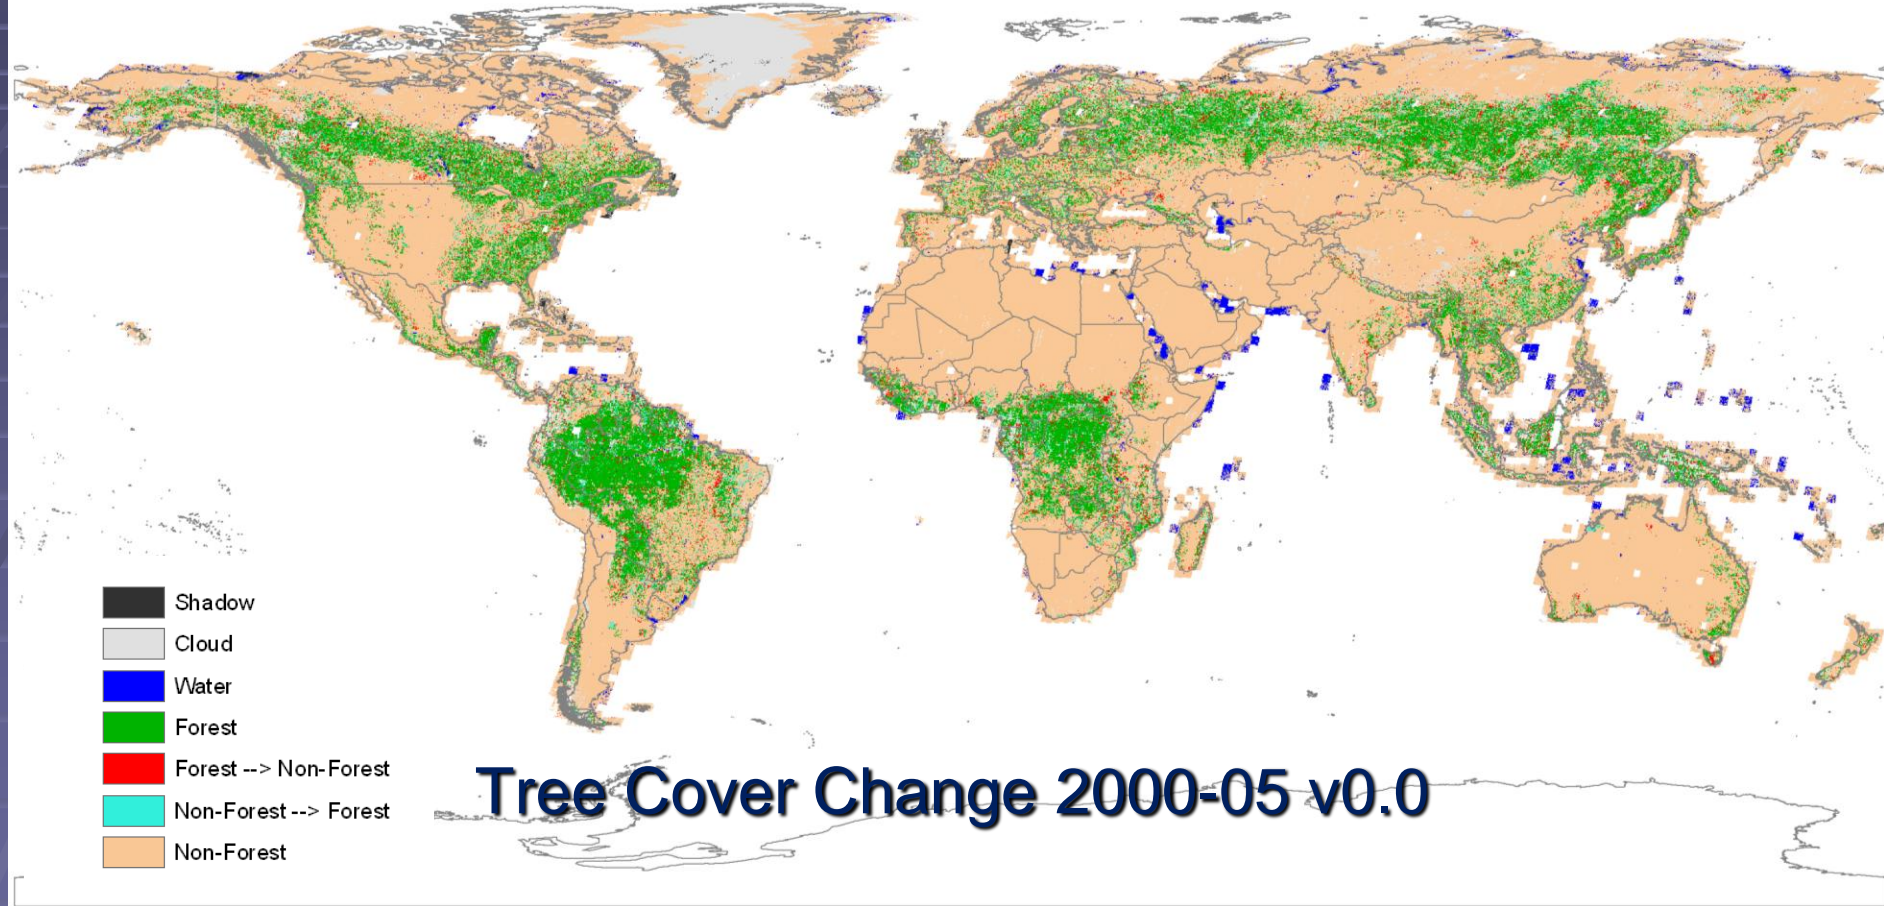 Shadow
Cloud
Water
Forest
Forest --> Non-Forest
Non-Forest --> Forest
Non-Forest
Tree Cover Change 2000-05 v0.0